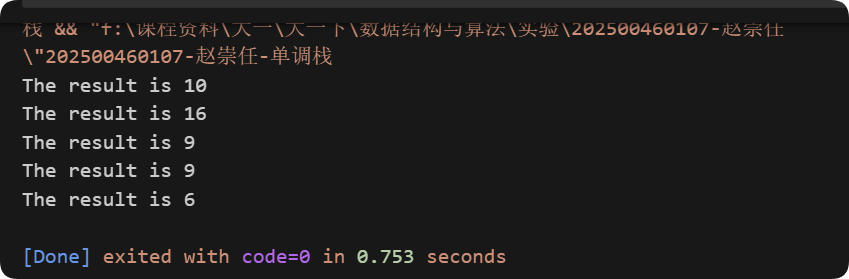 栈 && "f:\课程资料\大一\大一下\数据结构与算法\实验\202500460107-赵崇任
\"202500460107-赵崇任-单调栈
The result is 10
The result is 16
The result is 9
The result is 9
The result is 6
[Done] exited with code=0 in 0.753 seconds